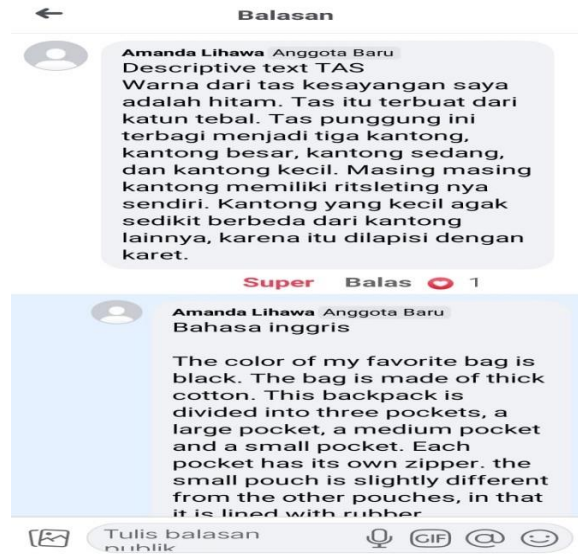 Balasan
Amanda Lihawa Anggota Baru
Descriptive text TAS
Warna dari tas kesayangan saya
adalah hitam. Tas itu terbuat dari
katun tebal. Tas punggung ini
terbagi menjadi tiga kantong,
kantong besar, kantong sedang,
dan kantong kecil. Masing masing
kantong memiliki ritsleting nya
sendiri. Kantong yang kecil agak
sedikit berbeda dari kantong
lainnya, karena itu dilapisi dengan
karet.
Super Balas 1
Amanda Lihawa Anggota Baru
Bahasa inggris
The color of my favorite bag is
black. The bag is made of thick
cotton. This backpack is
divided into three pockets, a
large pocket, a medium pocket
and a small pocket. Each
pocket has its own zipper. the
small pouch is slightly different
from the other pouches, in that
it is lined with rubber
Tulis balasan
publik
GIF @